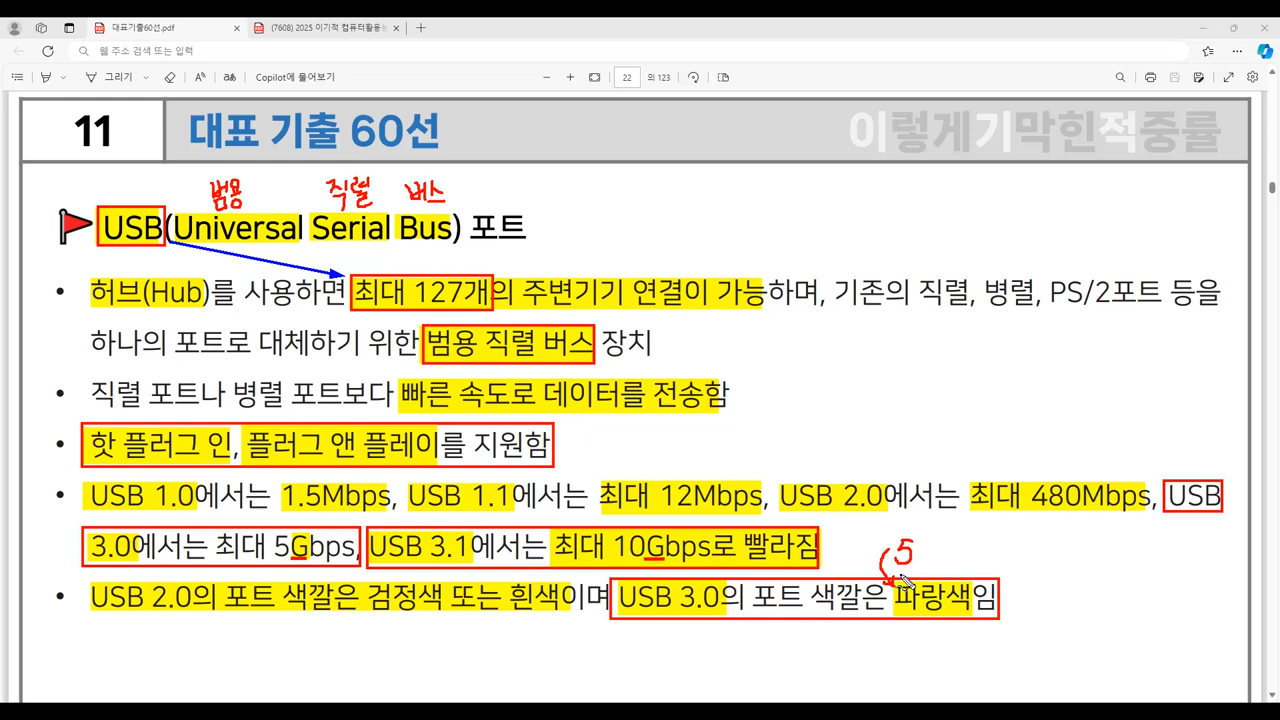 대표기출60선.pdf
(7608) 2025 이기적 컴퓨터활용능
웹 주소 검색 또는 입력
그리기
Copilot에 물어보기
22 의 123
11
대표 기출 60선
이렇게기막힌적중률
범용 직렬 버스
USB(Universal Serial Bus) 포트
• 허브(Hub)를 사용하면 최대 127개의 주변기기 연결이 가능하며, 기존의 직렬, 병렬, PS/2포트 등을
하나의 포트로 대체하기 위한 범용 직렬 버스 장치
• 직렬 포트나 병렬 포트보다 빠른 속도로 데이터를 전송함
• 핫 플러그 인, 플러그 앤 플레이를 지원함
• USB 1.0에서는 1.5Mbps, USB 1.1에서는 최대 12Mbps, USB 2.0에서는 최대 480Mbps, USB
3.0에서는 최대 5Gbps, USB 3.1에서는 최대 10Gbps로 빨라짐
5
• USB 2.0의 포트 색깔은 검정색 또는 흰색이며 USB 3.0의 포트 색깔은 파랑색임